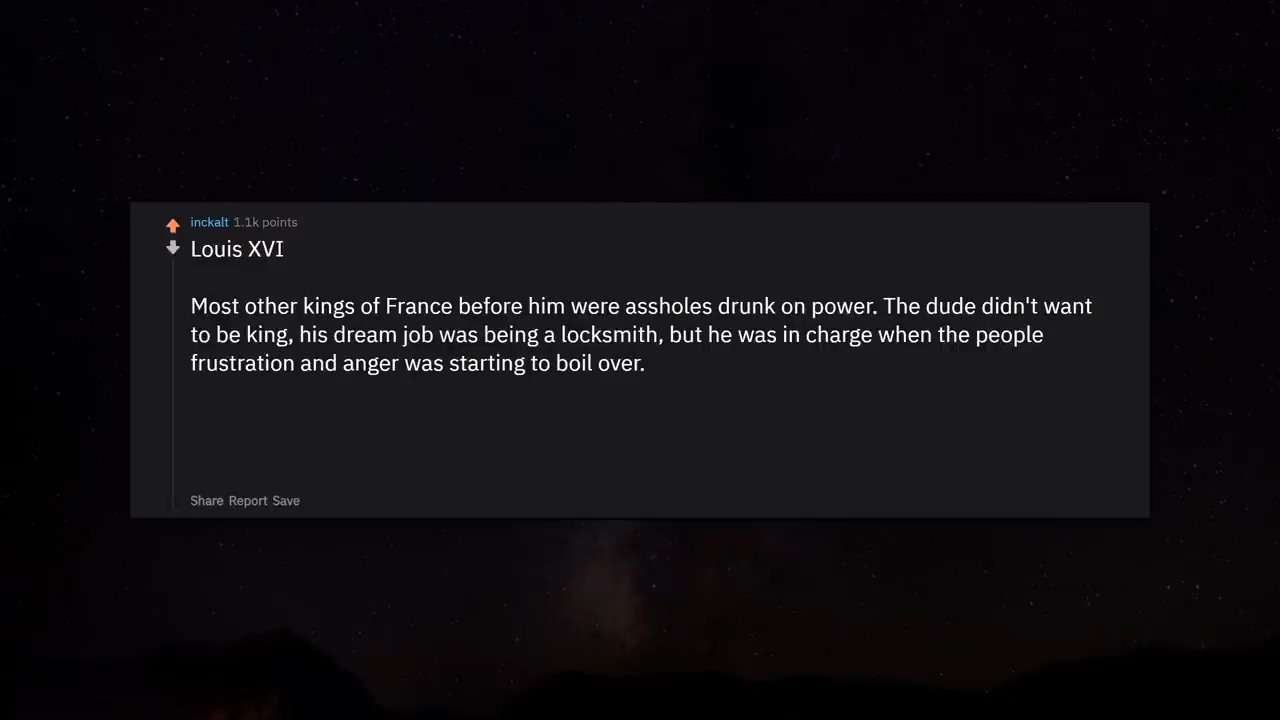 inckalt 1.1k points
Louis XVI
Most other kings of France before him were assholes drunk on power. The dude didn't want
to be king, his dream job was being a locksmith, but he was in charge when the people
frustration and anger was starting to boil over.
Share Report Save